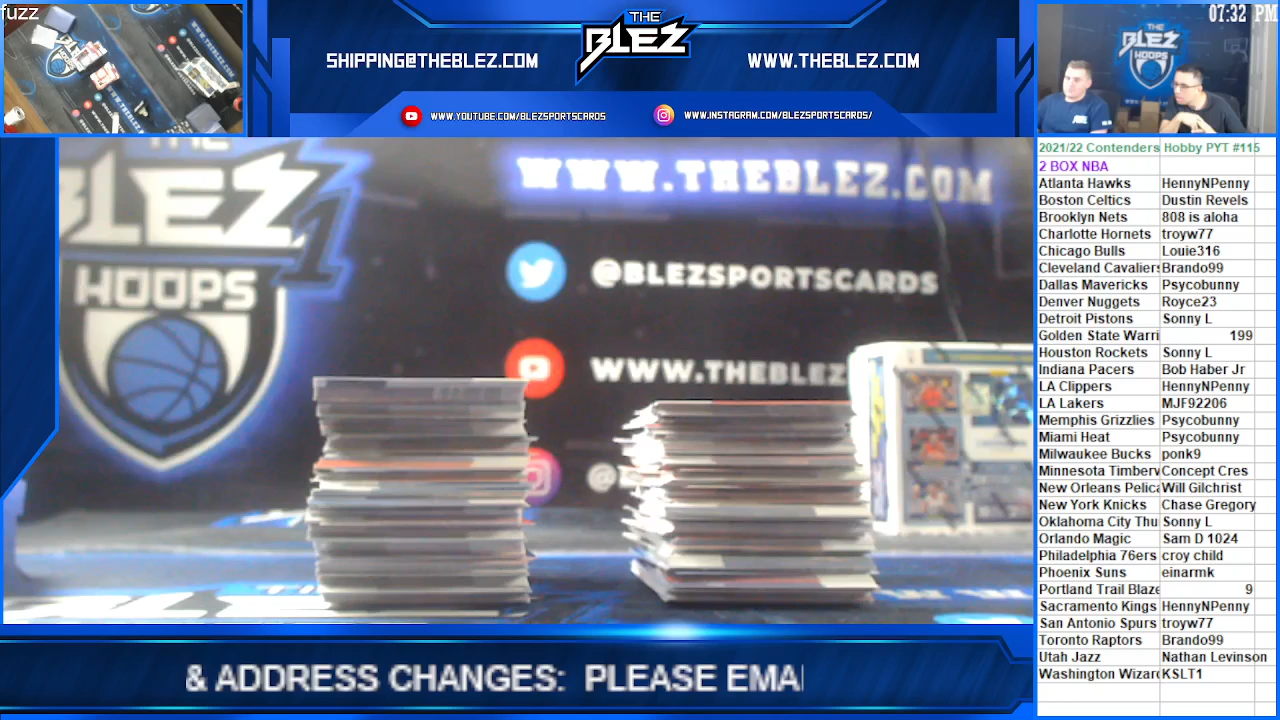 fuzz
07:32 PM
THE
BLEZ
SHIPPING@THEBLEZ.COM
WWW.THEBLEZ.COM
WWW.YOUTUBE.COM/BLEZSPORTSCARDS
WWW.INSTAGRAM.COM/BLEZSPORTSCARDS/
THE
BLEZ
HOOPS
BLEZ
1
HOOPS
WWW.THEBLEZ.COM
@BLEZSPORTSCARDS
WWW.THEBLEZ
@
2021/22 Contenders Hobby PYT #115
2 BOX NBA
Atlanta Hawks HennyNPenny
Boston Celtics Dustin Revels
Brooklyn Nets 808 is aloha
Charlotte Hornets troyw77
Chicago Bulls Louie316
Cleveland Cavaliers Brando99
Dallas Mavericks Psycobunny
Denver Nuggets Royce23
Detroit Pistons Sonny L
Golden State Warri 199
Houston Rockets Sonny L
Indiana Pacers Bob Haber Jr
LA Clippers HennyNPenny
LA Lakers MJF92206
Memphis Grizzlies Psycobunny
Miami Heat Psycobunny
Milwaukee Bucks ponk9
Minnesota Timberv Concept Cres
New Orleans Pelica Will Gilchrist
New York Knicks Chase Gregory
Oklahoma City Thu Sonny L
Orlando Magic Sam D 1024
Philadelphia 76ers croy child
Phoenix Suns einarmk
Portland Trail Blaze 9
Sacramento Kings HennyNPenny
San Antonio Spurs troyw77
Toronto Raptors Brando99
Utah Jazz Nathan Levinson
Washington Wizard KSLT1
& ADDRESS CHANGES: PLEASE EMAI